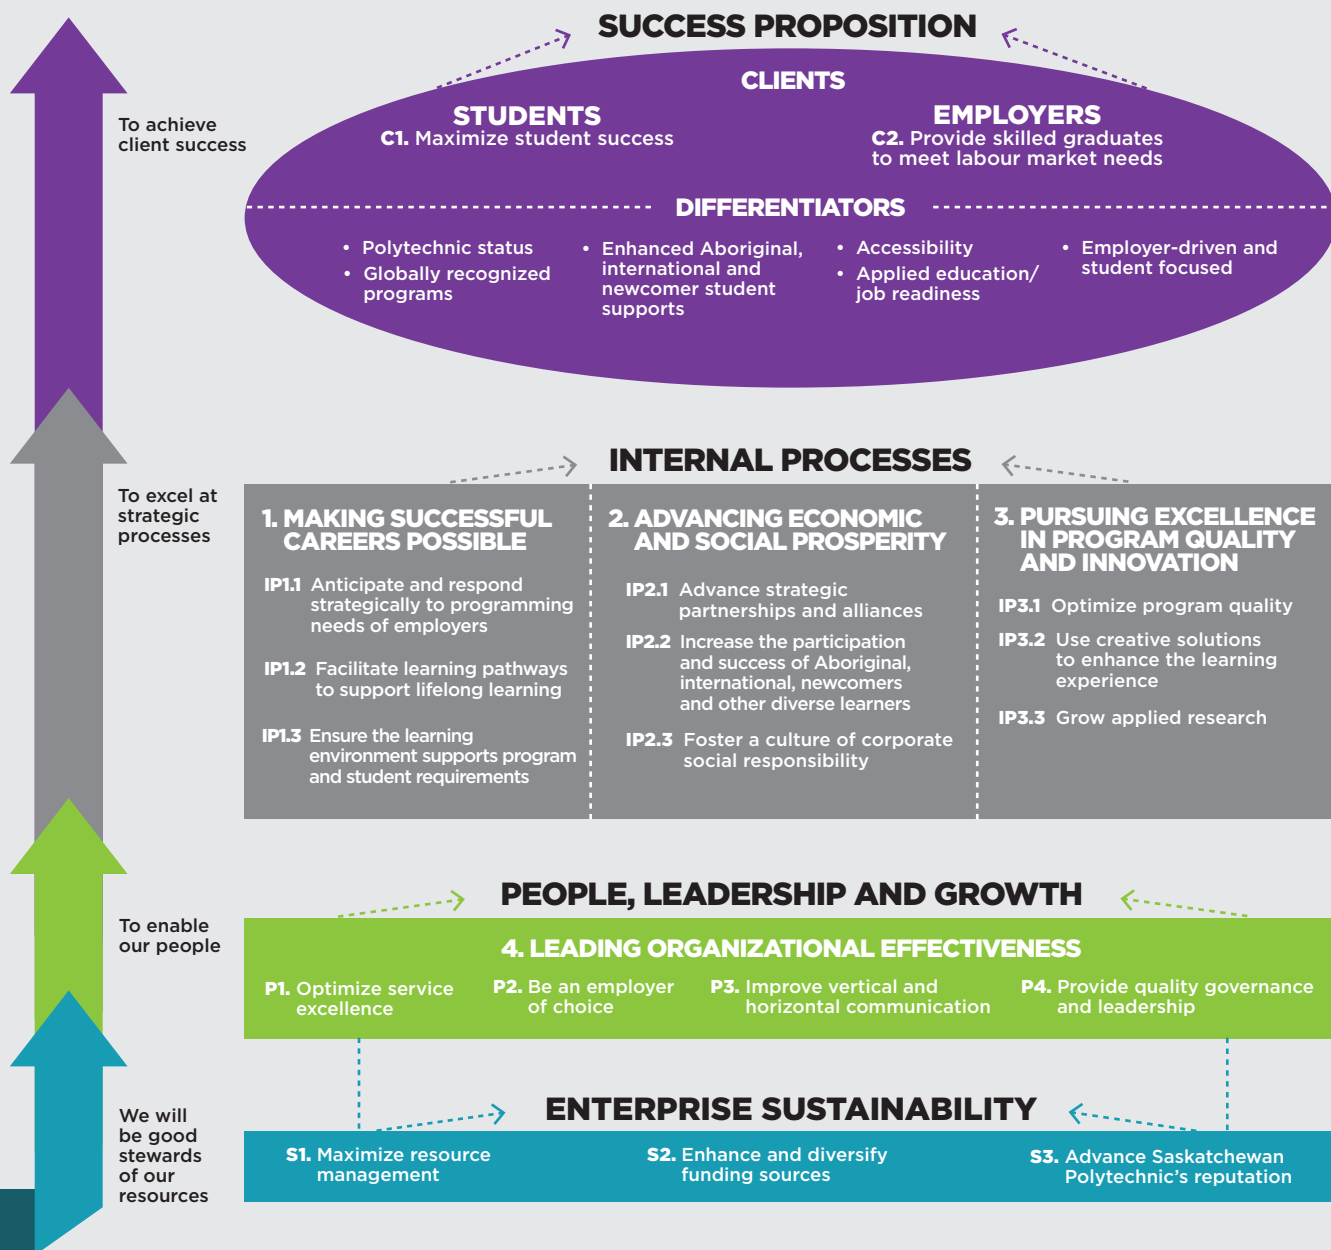 SUCCESS PROPOSITION
CLIENTS
STUDENTS
C1. Maximize student success
EMPLOYERS
C2. Provide skilled graduates
to meet labour market needs
To achieve
client success
DIFFERENTIATORS
• Polytechnic status
• Globally recognized
programs
• Enhanced Aboriginal,
international and
newcomer student
supports
• Accessibility
• Applied education/
job readiness
• Employer-driven and
student focused
INTERNAL PROCESSES
To excel at
strategic
processes
1. MAKING SUCCESSFUL
CAREERS POSSIBLE
IP1.1 Anticipate and respond
strategically to programming
needs of employers
IP1.2 Facilitate learning pathways
to support lifelong learning
IP1.3 Ensure the learning
environment supports program
and student requirements
2. ADVANCING ECONOMIC
AND SOCIAL PROSPERITY
IP2.1 Advance strategic
partnerships and alliances
IP2.2 Increase the participation
and success of Aboriginal,
international, newcomers
and other diverse learners
IP2.3 Foster a culture of corporate
social responsibility
3. PURSUING EXCELLENCE
IN PROGRAM QUALITY
AND INNOVATION
IP3.1 Optimize program quality
IP3.2 Use creative solutions
to enhance the learning
experience
IP3.3 Grow applied research
PEOPLE, LEADERSHIP AND GROWTH
To enable
our people
4. LEADING ORGANIZATIONAL EFFECTIVENESS
P1. Optimize service
excellence
P2. Be an employer
of choice
P3. Improve vertical and
horizontal communication
P4. Provide quality governance
and leadership
ENTERPRISE SUSTAINABILITY
We will
be good
stewards
of our
resources
S1. Maximize resource
management
S2. Enhance and diversify
funding sources
S3. Advance Saskatchewan
Polytechnic's reputation